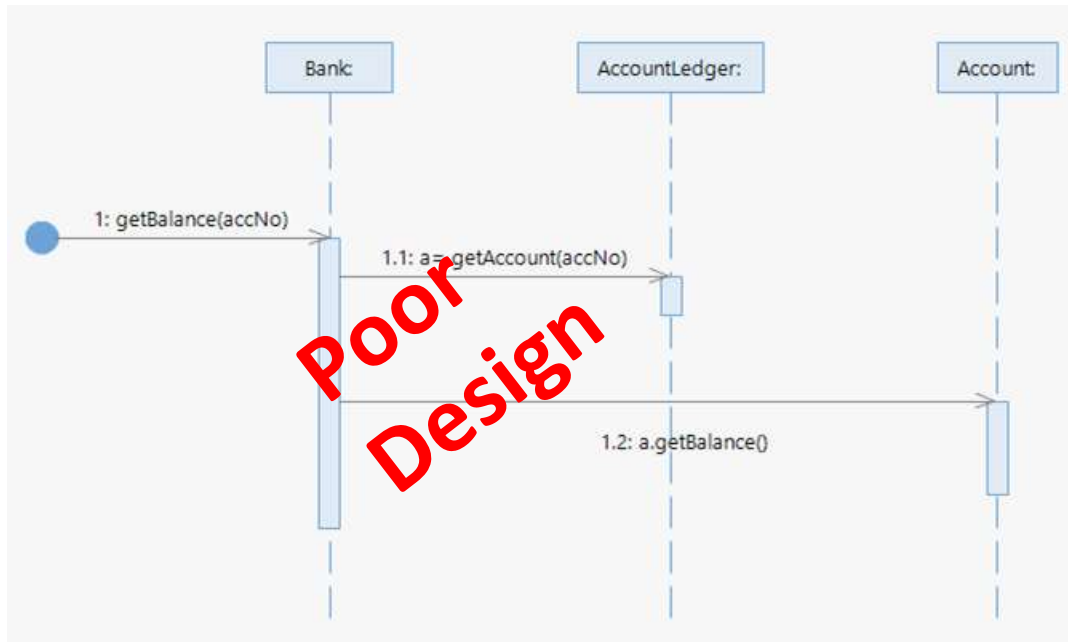 Bank:
AccountLedger:
Account:
1: getBalance(accNo)
1.1: a= getAccount(accNo)
Poor
Design
1.2: a.getBalance()